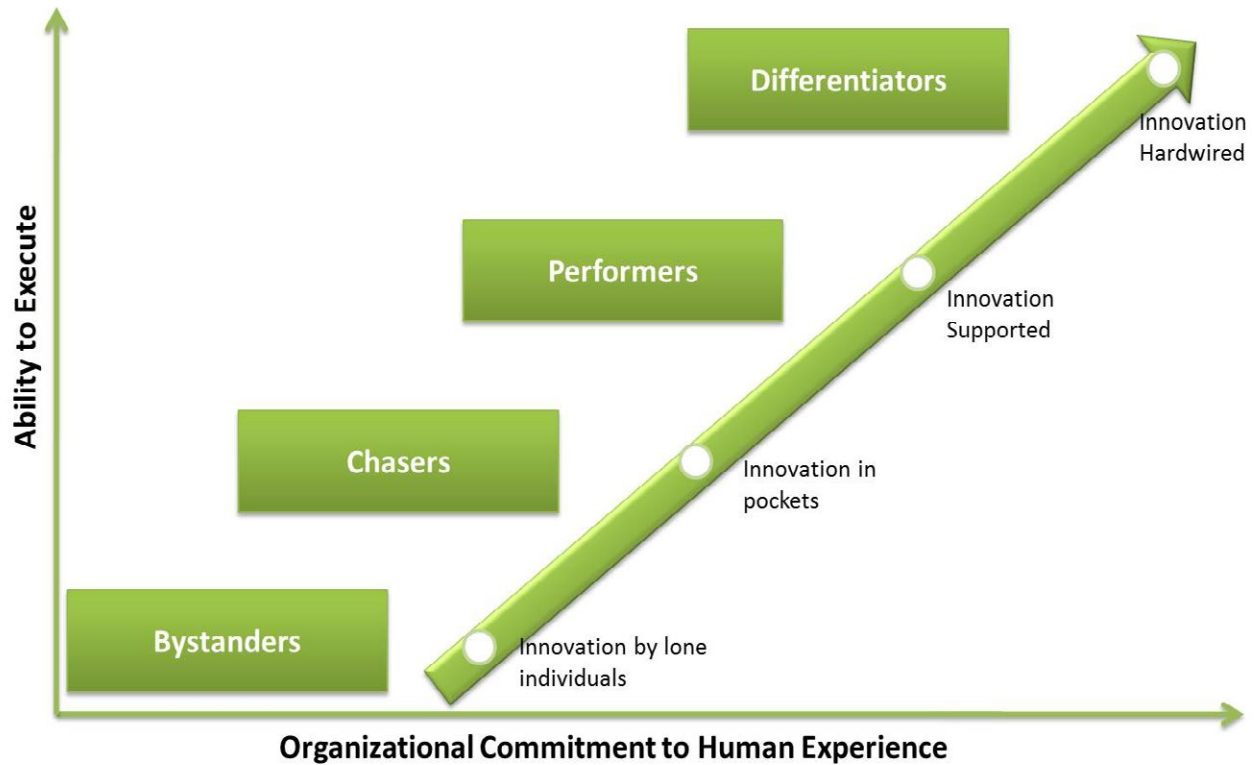 Differentiators
Innovation
Hardwired
Performers
Innovation
Supported
Ability to Execute
Chasers
Innovation in
pockets
Bystanders
Innovation by lone
individuals
Organizational Commitment to Human Experience